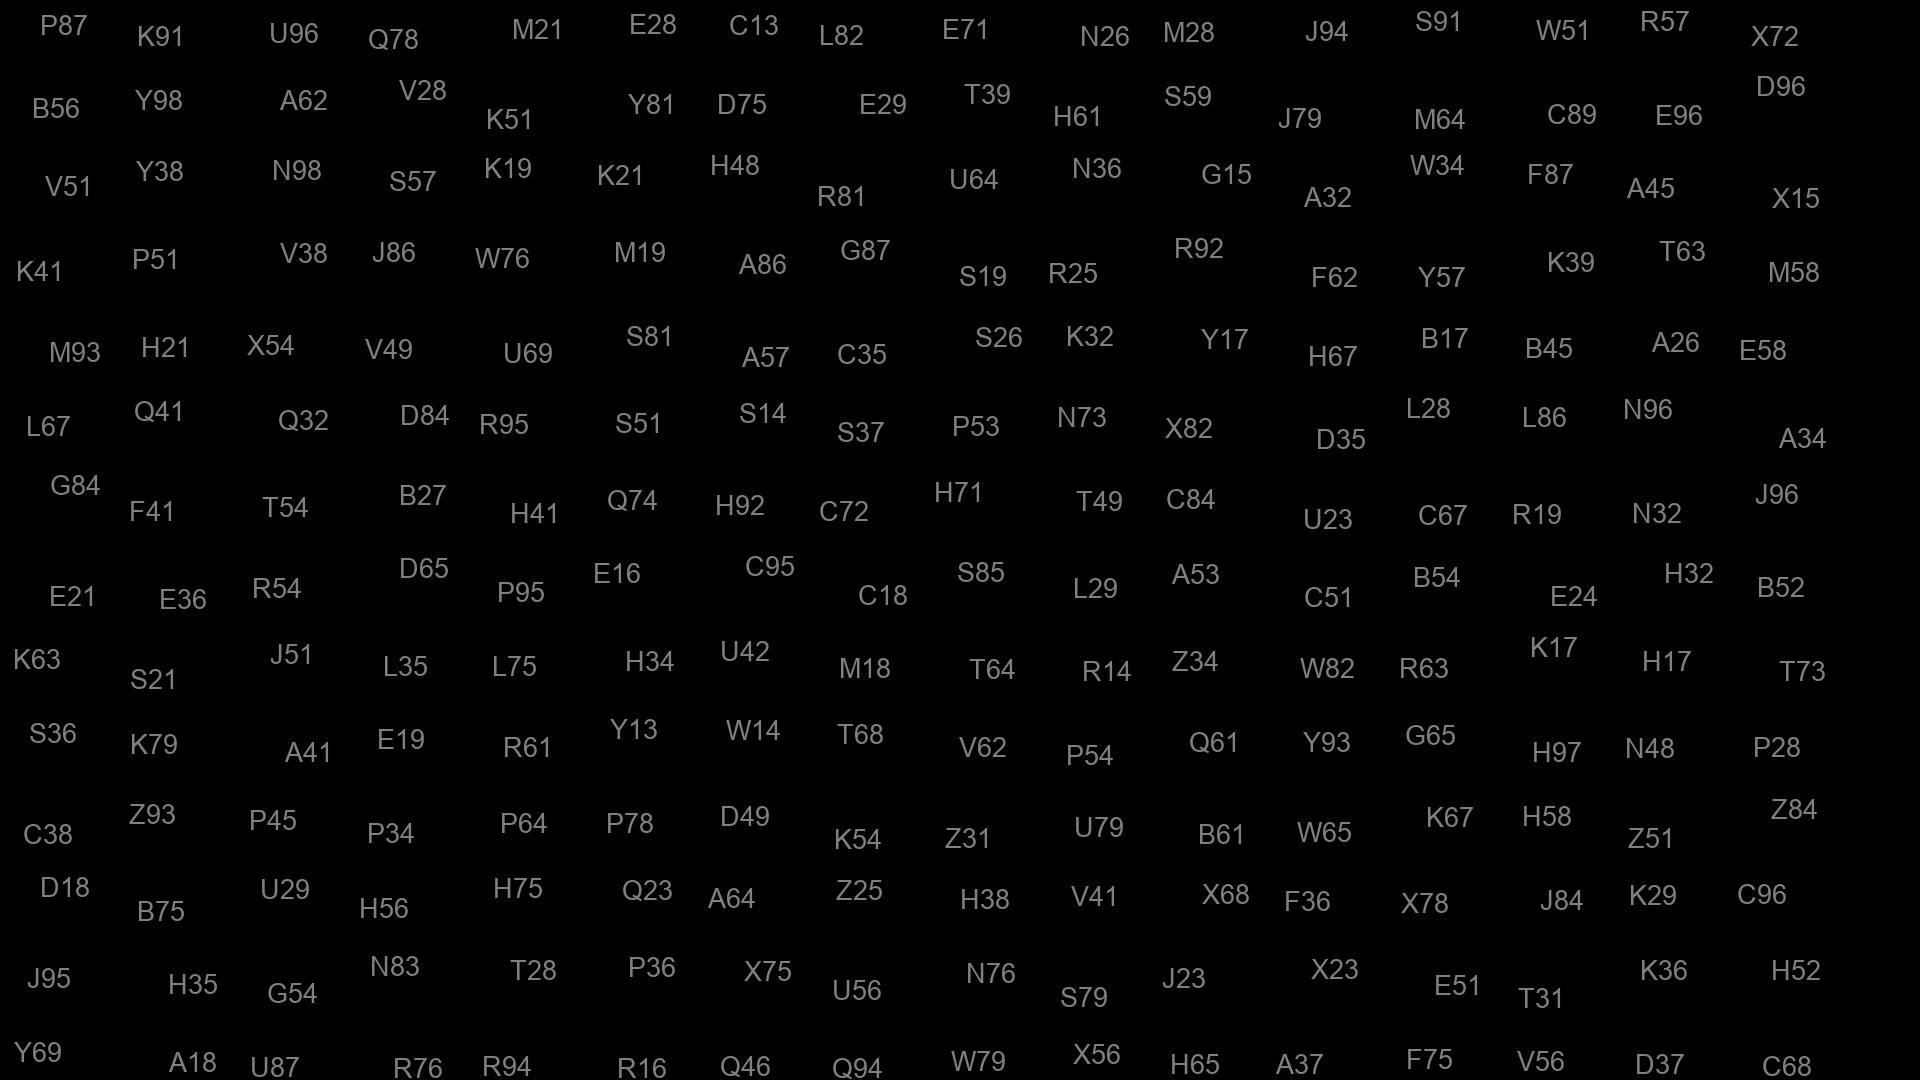 P87 K91 U96 Q78 M21 E28 C13 L82 E71 N26 M28 J94 S91 W51 R57 X72
B56 Y98 A62 V28 K51 Y81 D75 E29 T39 H61 S59 J79 M64 C89 E96 D96
V51 Y38 N98 S57 K19 K21 H48 R81 U64 N36 G15 A32 W34 F87 A45 X15
K41 P51 V38 J86 W76 M19 A86 G87 S19 R25 R92 F62 Y57 K39 T63 M58
M93 H21 X54 V49 U69 S81 A57 C35 S26 K32 Y17 H67 B17 B45 A26 E58
L67 Q41 Q32 D84 R95 S51 S14 S37 P53 N73 X82 D35 L28 L86 N96 A34
G84 F41 T54 B27 H41 Q74 H92 C72 H71 T49 C84 U23 C67 R19 N32 J96
E21 E36 R54 D65 P95 E16 C95 C18 S85 L29 A53 C51 B54 E24 H32 B52
K63 S21 J51 L35 L75 H34 U42 M18 T64 R14 Z34 W82 R63 K17 H17 T73
S36 K79 A41 E19 R61 Y13 W14 T68 V62 P54 Q61 Y93 G65 H97 N48 P28
C38 Z93 P45 P34 P64 P78 D49 K54 Z31 U79 B61 W65 K67 H58 Z51 Z84
D18 B75 U29 H56 H75 Q23 A64 Z25 H38 V41 X68 F36 X78 J84 K29 C96
J95 H35 G54 N83 T28 P36 X75 U56 N76 S79 J23 X23 E51 T31 K36 H52
Y69 A18 U87 R76 R94 R16 Q46 Q94 W79 X56 H65 A37 F75 V56 D37 C68